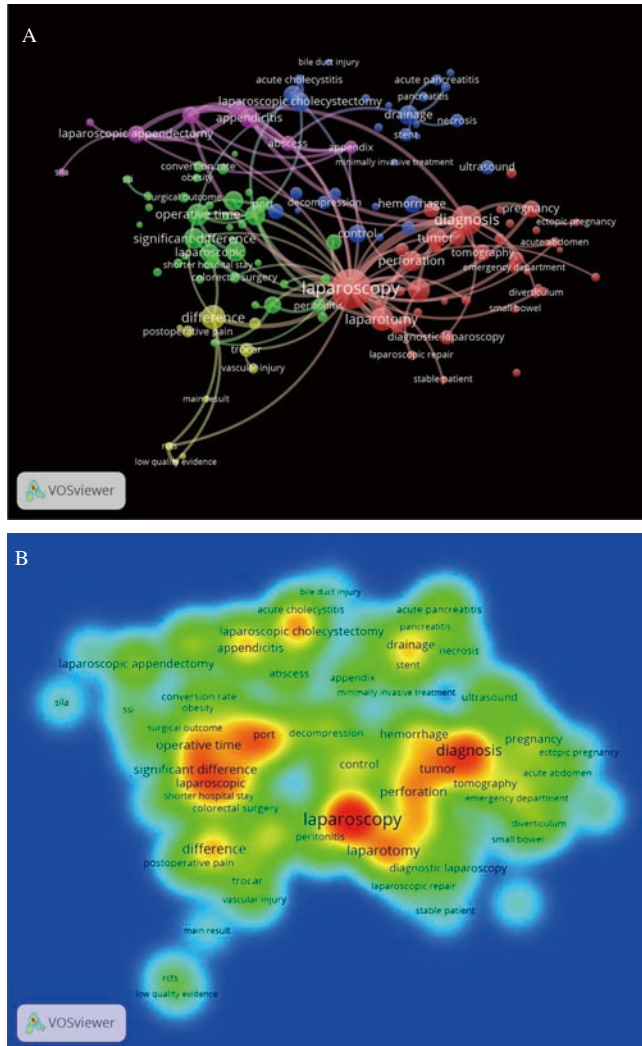 A
bile duct injury
acute cholecystitis
acute pancreatitis
laparoscopic cholecystectomy
pancreatitis
appendicitis
drainage
necrosis
laparoscopic appendectomy
stent
abscess
appendix
conversion rate
minimally invasive treatment
ultrasound
sila
ssi
obesity
surgical outcome
port
decompression
hemorrhage
pregnancy
operative time
diagnosis
ectopic pregnancy
significant difference
control
tumor
acute abdomen
laparoscopic
tomography
shorter hospital stay
perforation
emergency department
colorectal surgery
laparoscopy
diverticulum
peritonitis
small bowel
difference
laparotomy
postoperative pain
diagnostic laparoscopy
trocar
laparoscopic repair
vascular injury
stable patient
main result
rcts
low quality evidence
VOSviewer
B
bile duct injury
acute cholecystitis
acute pancreatitis
laparoscopic cholecystectomy
pancreatitis
appendicitis
drainage
necrosis
laparoscopic appendectomy
stent
abscess
appendix
minimally invasive treatment
ultrasound
sila
conversion rate
ssi
obesity
surgical outcome
port
decompression
hemorrhage
pregnancy
operative time
diagnosis
ectopic pregnancy
significant difference
control
tumor
acute abdomen
laparoscopic
tomography
shorter hospital stay
perforation
emergency department
colorectal surgery
laparoscopy
diverticulum
peritonitis
small bowel
difference
laparotomy
postoperative pain
diagnostic laparoscopy
trocar
laparoscopic repair
vascular injury
stable patient
main result
rcts
low quality evidence
VOSviewer